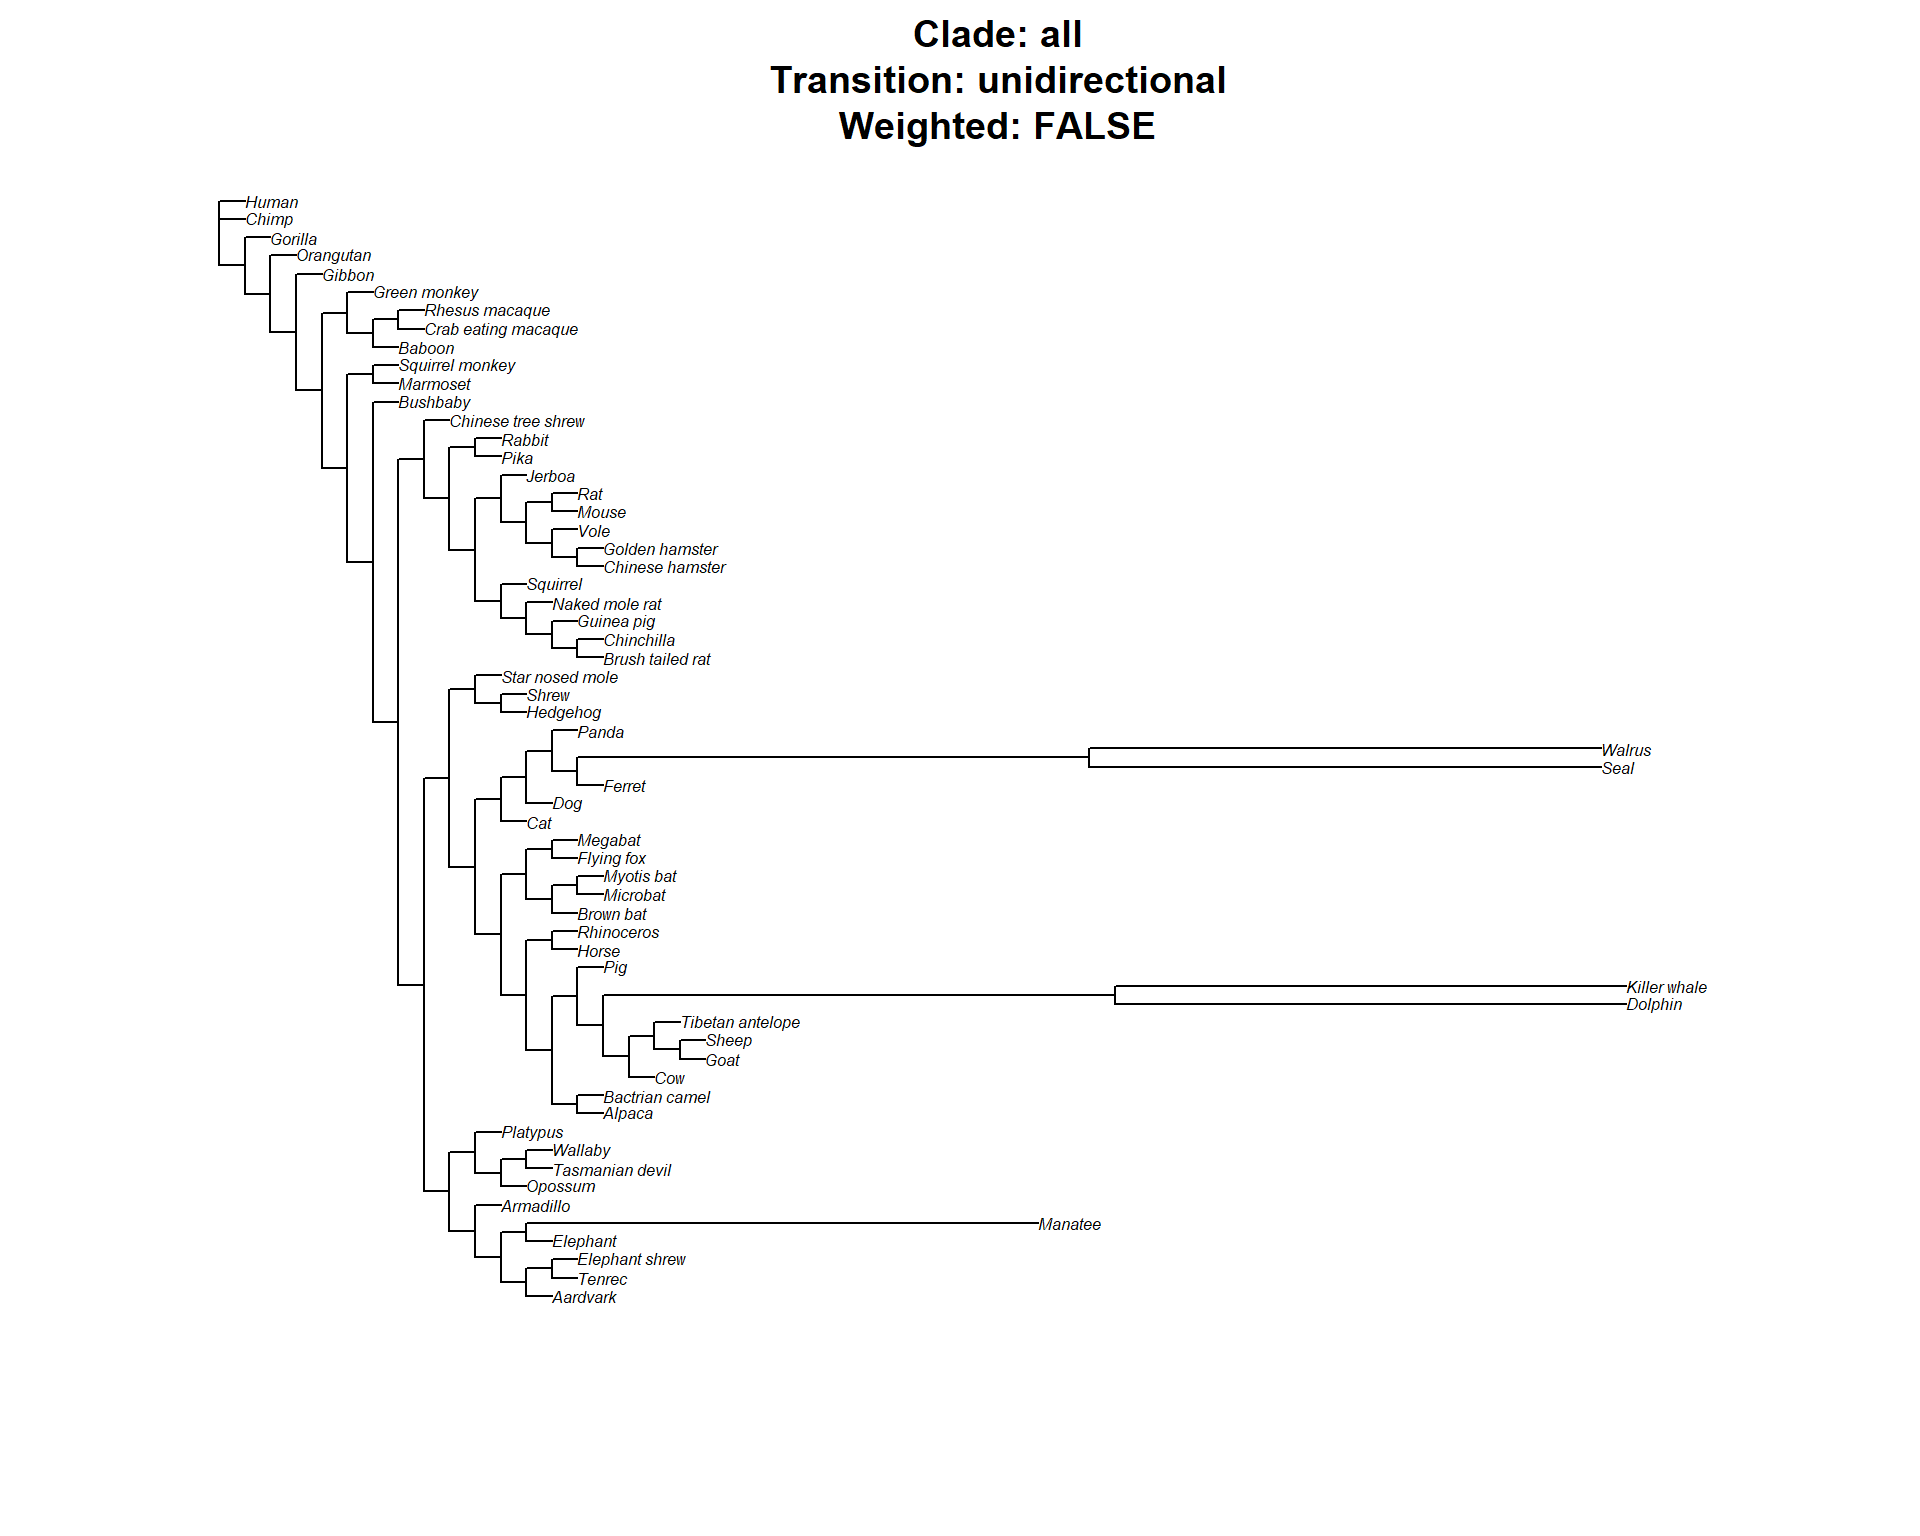 Clade: all
Transition: unidirectional
Weighted: FALSE
Human
Chimp
Gorilla
Orangutan
Gibbon
Green monkey
Rhesus macaque
Crab eating macaque
Baboon
Squirrel monkey
Marmoset
Bushbaby
Chinese tree shrew
Rabbit
Pika
Jerboa
Rat
Mouse
Vole
Golden hamster
Chinese hamster
Squirrel
Naked mole rat
Guinea pig
Chinchilla
Brush tailed rat
Star nosed mole
Shrew
Hedgehog
Panda
Walrus
Seal
Ferret
Dog
Cat
Megabat
Flying fox
Myotis bat
Microbat
Brown bat
Rhinoceros
Horse
Pig
Killer whale
Dolphin
Tibetan antelope
Sheep
Goat
Cow
Bactrian camel
Alpaca
Platypus
Wallaby
Tasmanian devil
Opossum
Armadillo
Manatee
Elephant
Elephant shrew
Tenrec
Aardvark